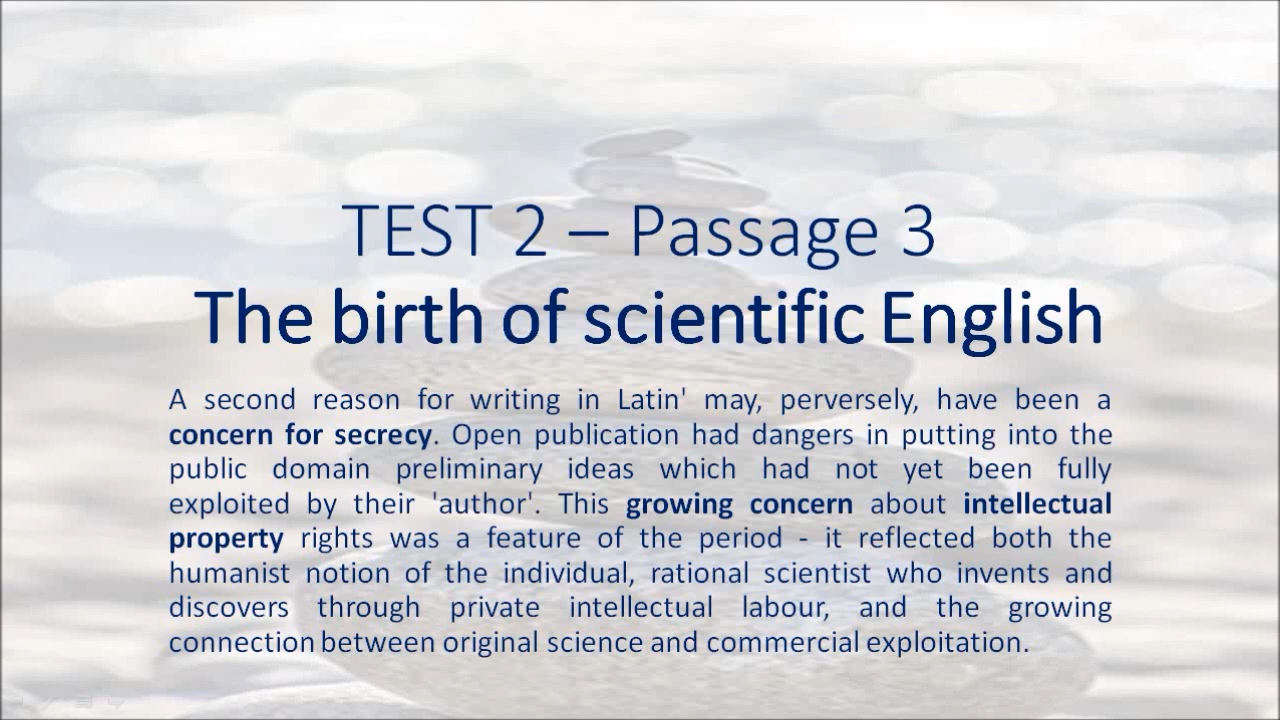 TEST 2 – Passage 3
The birth of scientific English
A second reason for writing in Latin' may, perversely, have been a
concern for secrecy. Open publication had dangers in putting into the
public domain preliminary ideas which had not yet been fully
exploited by their 'author'. This growing concern about intellectual
property rights was a feature of the period - it reflected both the
humanist notion of the individual, rational scientist who invents and
discovers through private intellectual labour, and the growing
connection between original science and commercial exploitation.